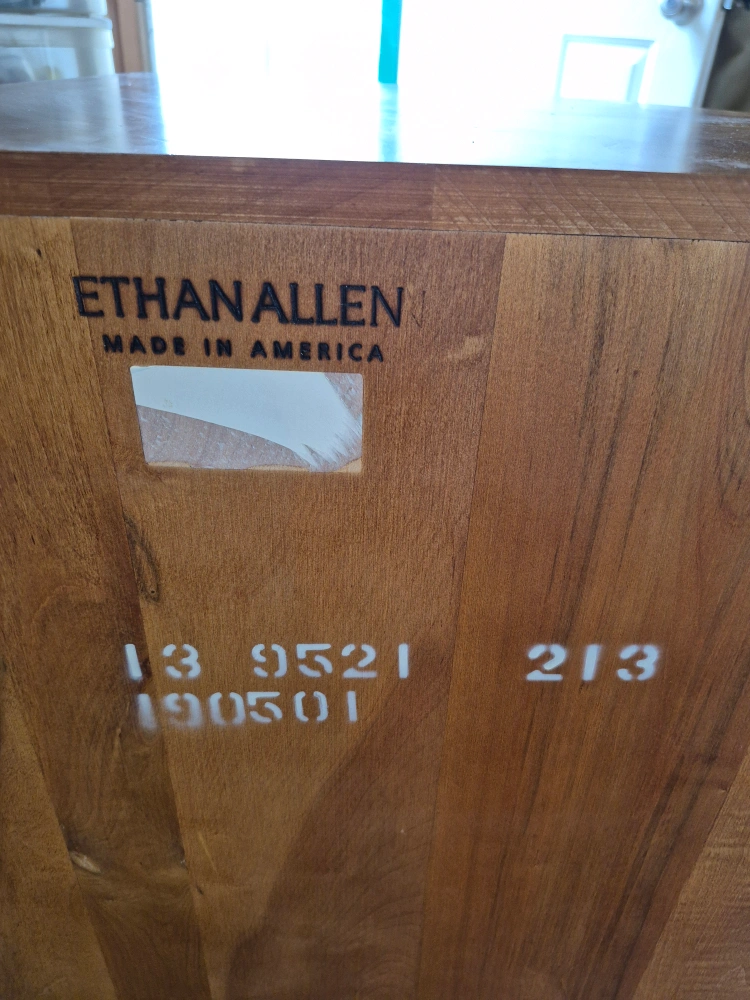 ETHAN ALLEN
MADE IN AMERICA
13 9521 213
190501